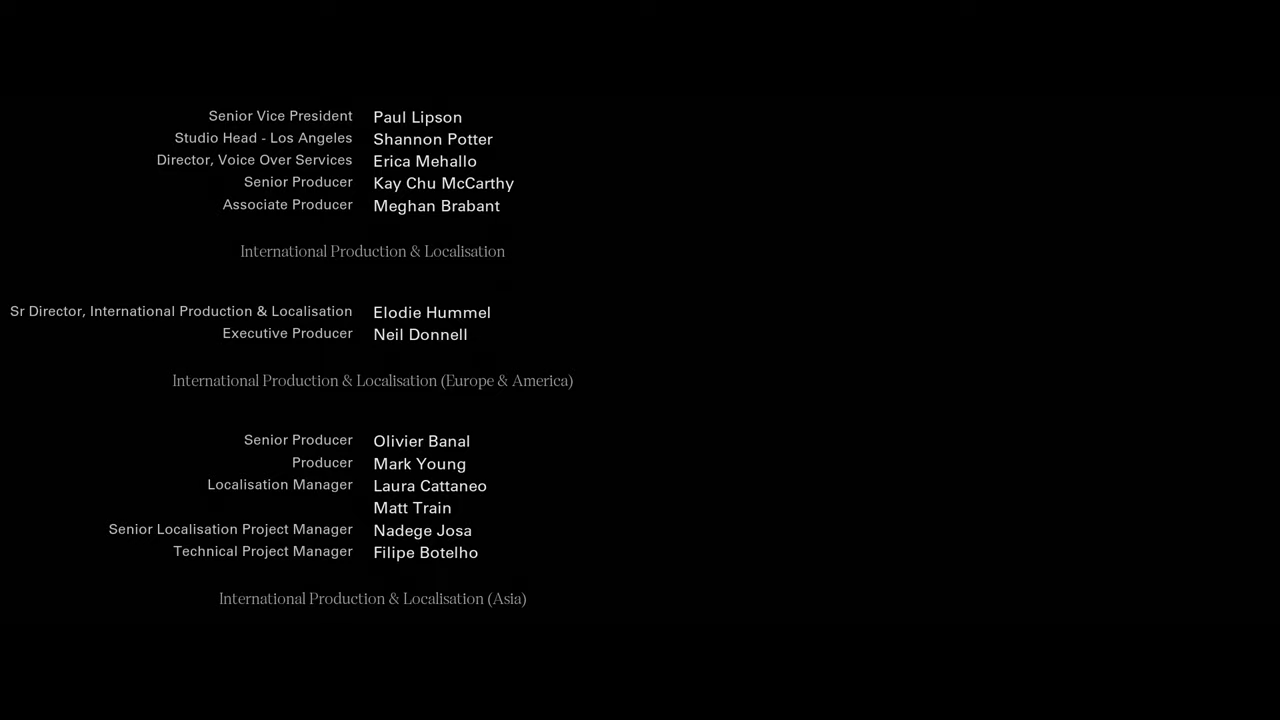 Senior Vice President Paul Lipson
Studio Head - Los Angeles Shannon Potter
Director, Voice Over Services Erica Mehallo
Senior Producer Kay Chu McCarthy
Associate Producer Meghan Brabant
International Production & Localisation
Sr Director, International Production & Localisation Elodie Hummel
Executive Producer Neil Donnell
International Production & Localisation (Europe & America)
Senior Producer Olivier Banal
Producer Mark Young
Localisation Manager Laura Cattaneo
Matt Train
Senior Localisation Project Manager Nadege Josa
Technical Project Manager Filipe Botelho
International Production & Localisation (Asia)